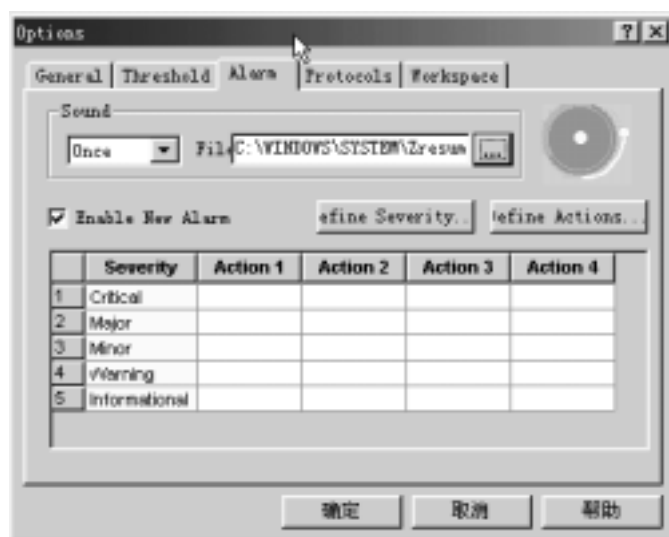 Options
General Threshold Alarm Protocols Workspace
Sound
Once File C:\WINDOWS\SYSTEM\Zresum ...
Enable New Alarm efine Severity.. efine Actions...
Severity Action 1 Action 2 Action 3 Action 4
1 Critical
2 Major
3 Minor
4 Warning
5 Informational
确定 取消 帮助